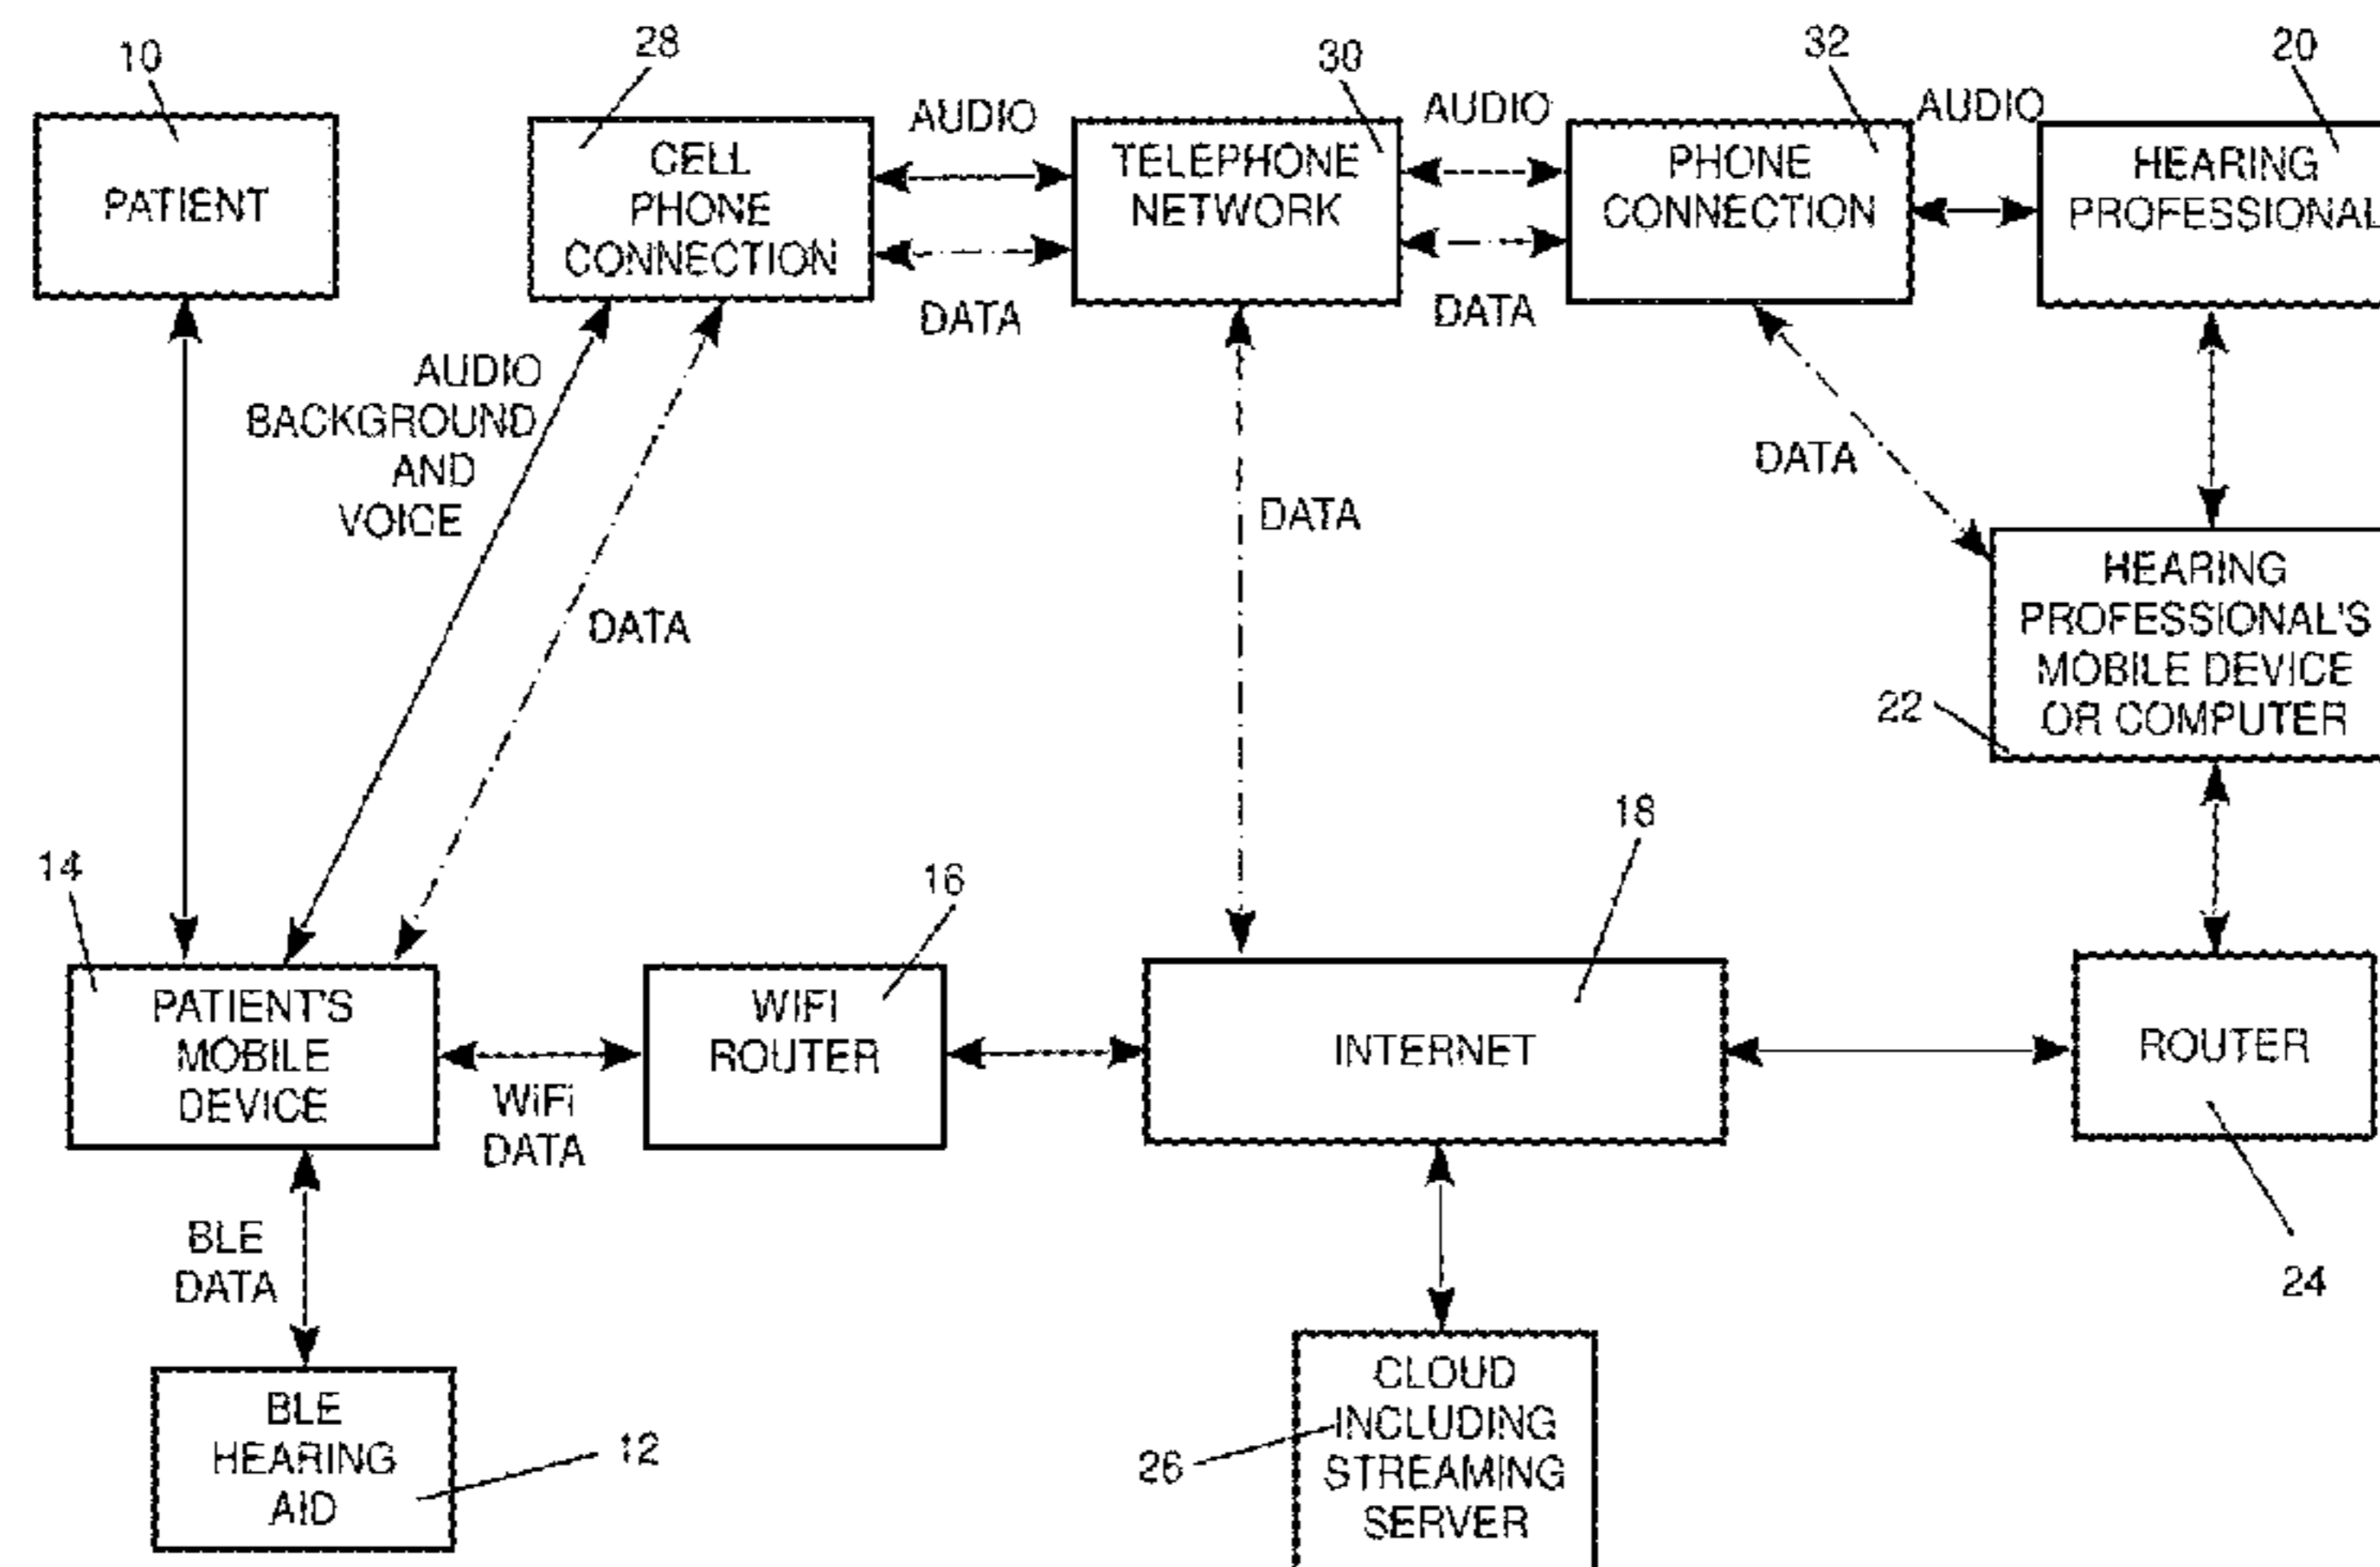 10
28
30
32
20
PATIENT
CELL
PHONE
CONNECTION
AUDIO
DATA
TELEPHONE
NETWORK
AUDIO
DATA
PHONE
CONNECTION
AUDIO
HEARING
PROFESSIONAL
AUDIO
BACKGROUND
AND
VOICE
DATA
DATA
DATA
HEARING
PROFESSIONAL'S
MOBILE DEVICE
OR COMPUTER
22
14
16
18
PATIENT'S
MOBILE
DEVICE
WiFi
DATA
WIFI
ROUTER
INTERNET
ROUTER
24
BLE
DATA
BLE
HEARING
AID
12
CLOUD
INCLUDING
STREAMING
SERVER
26